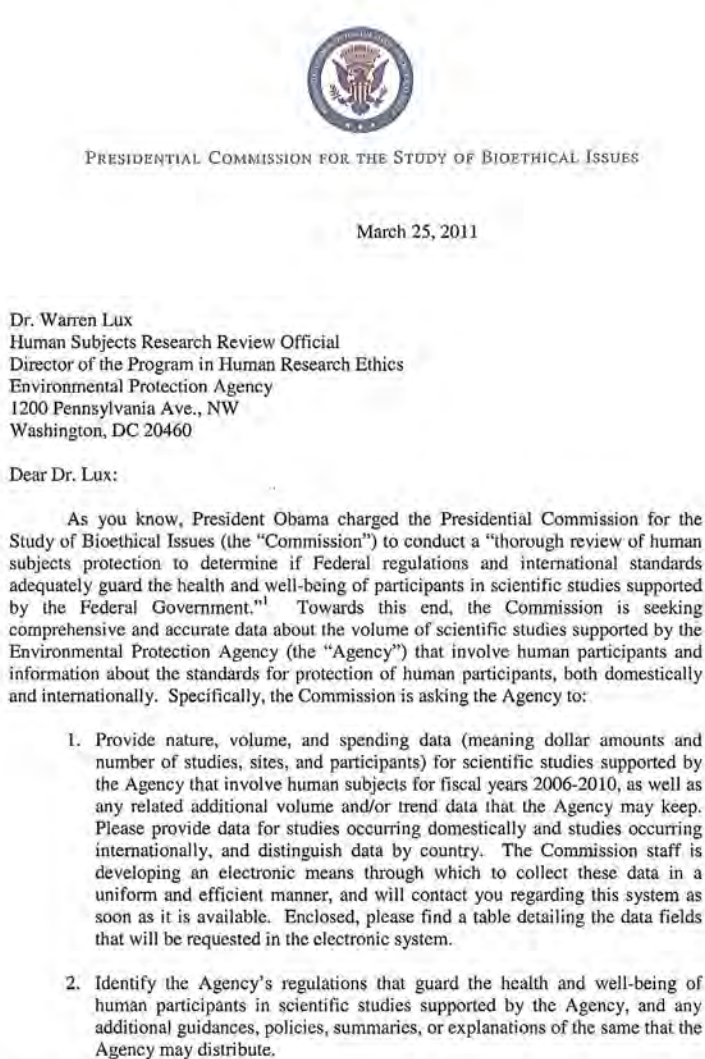 PRESIDENTIAL COMMISSION FOR THE STUDY OF BIOETHICAL ISSUES
March 25, 2011
Dr. Warren Lux
Human Subjects Research Review Official
Director of the Program in Human Research Ethics
Environmental Protection Agency
1200 Pennsylvania Ave., NW
Washington, DC 20460
Dear Dr. Lux:
As you know, President Obama charged the Presidential Commission for the
Study of Bioethical Issues (the “Commission”) to conduct a “thorough review of human
subjects protection to determine if Federal regulations and international standards
adequately guard the health and well-being of participants in scientific studies supported
by the Federal Government.”1 Towards this end, the Commission is seeking
comprehensive and accurate data about the volume of scientific studies supported by the
Environmental Protection Agency (the “Agency”) that involve human participants and
information about the standards for protection of human participants, both domestically
and internationally. Specifically, the Commission is asking the Agency to:
1. Provide nature, volume, and spending data (meaning dollar amounts and
number of studies, sites, and participants) for scientific studies supported by
the Agency that involve human subjects for fiscal years 2006-2010, as well as
any related additional volume and/or trend data that the Agency may keep.
Please provide data for studies occurring domestically and studies occurring
internationally, and distinguish data by country. The Commission staff is
developing an electronic means through which to collect these data in a
uniform and efficient manner, and will contact you regarding this system as
soon as it is available. Enclosed, please find a table detailing the data fields
that will be requested in the electronic system.
2. Identify the Agency’s regulations that guard the health and well-being of
human participants in scientific studies supported by the Agency, and any
additional guidances, policies, summaries, or explanations of the same that the
Agency may distribute.